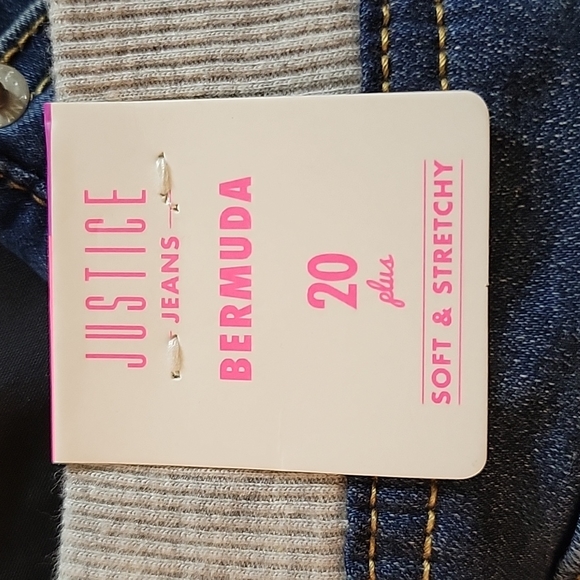 JUSTICE
JEANS
BERMUDA
20
plus
SOFT & STRETCHY